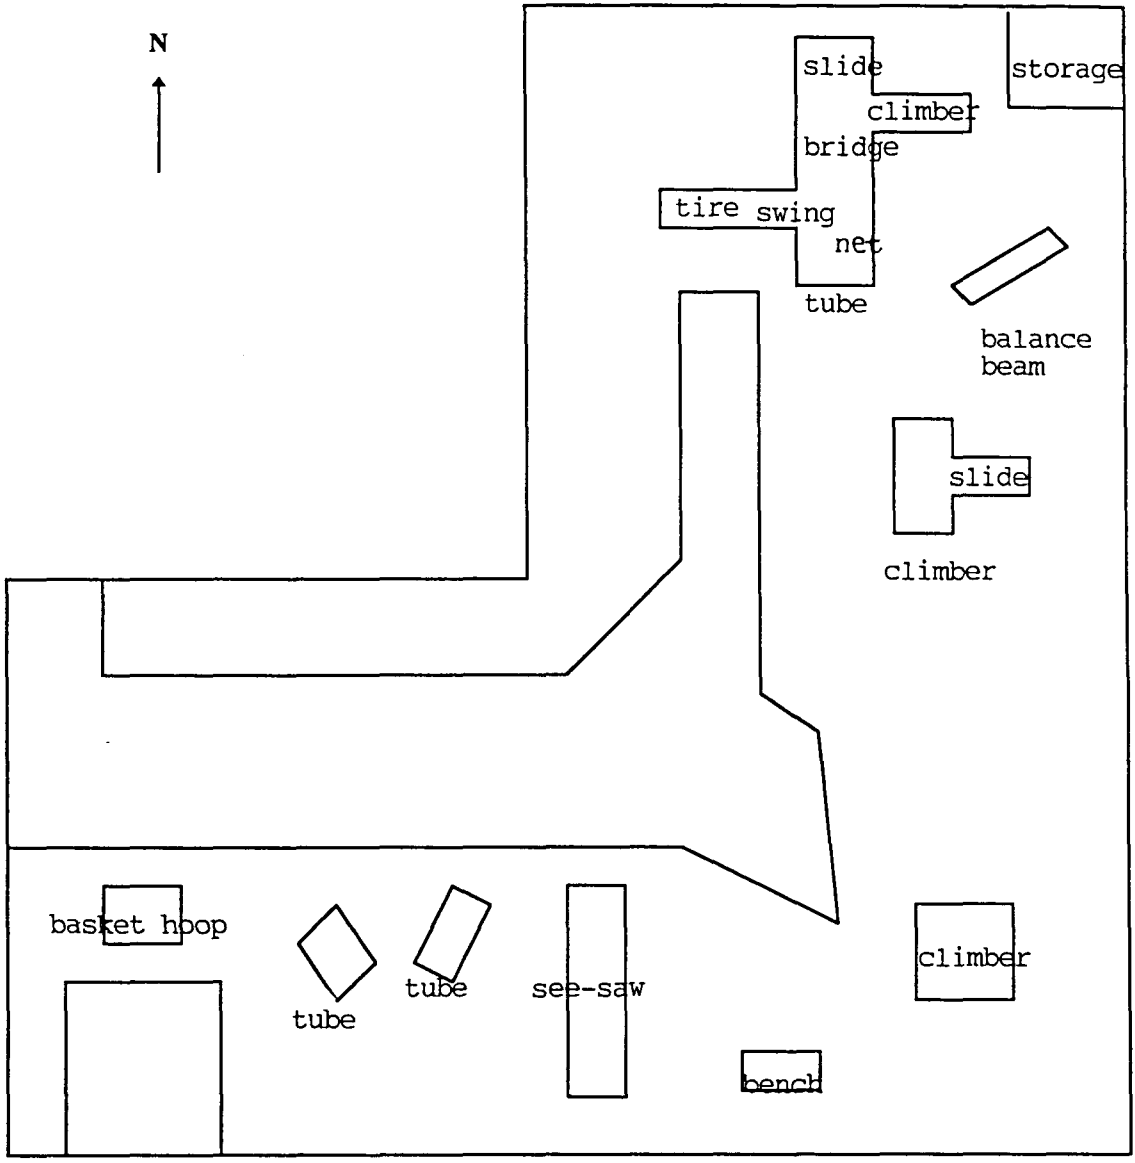 N
slide
storage
climber
bridge
tire swing
net
tube
balance
beam
slide
climber
basket hoop
climber
tube
see-saw
tube
bench